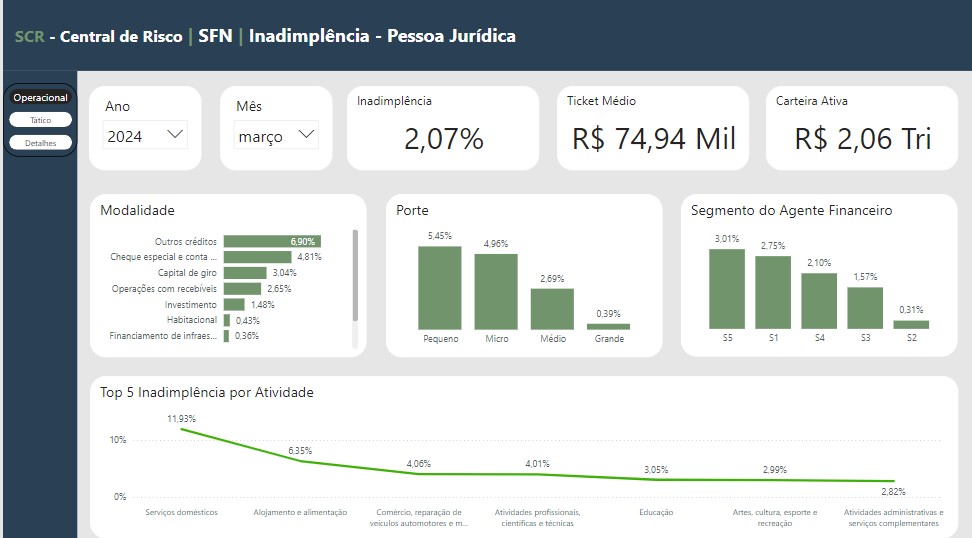 SCR - Central de Risco | SFN | Inadimplência - Pessoa Jurídica
Operacional
Tático
Detalhes
Ano
2024
Mês
março
Inadimplência
2,07%
Ticket Médio
R$ 74,94 Mil
Carteira Ativa
R$ 2,06 Tri
Modalidade
Outros créditos 6,90%
Cheque especial e conta ... 4,81%
Capital de giro 3,04%
Operações com recebíveis 2,65%
Investimento 1,48%
Habitacional 0,43%
Financiamento de infraes... 0,36%
Porte
5,45% 4,96% 2,69% 0,39%
Pequeno Micro Médio Grande
Segmento do Agente Financeiro
3,01% 2,75% 2,10% 1,57% 0,31%
S5 S1 S4 S3 S2
Top 5 Inadimplência por Atividade
10%
0%
11,93% 6,35% 4,06% 4,01% 3,05% 2,99% 2,82%
Serviços domésticos
Alojamento e alimentação
Comércio, reparação de
veículos automotores e m...
Atividades profissionais,
científicas e técnicas
Educação
Artes, cultura, esporte e
recreação
Atividades administrativas e
serviços complementares